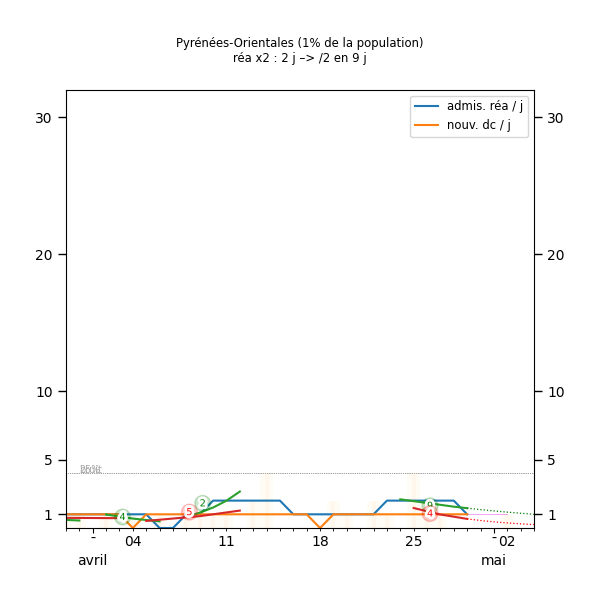 Pyrénées-Orientales (1% de la population)
réa x2 : 2 j –> /2 en 9 j
admis. réa / j
nouv. dc / j
30 30
20 20
10 10
5 5
1 1
4
5
2
4
- 04 11 18 25 - 02
avril mai